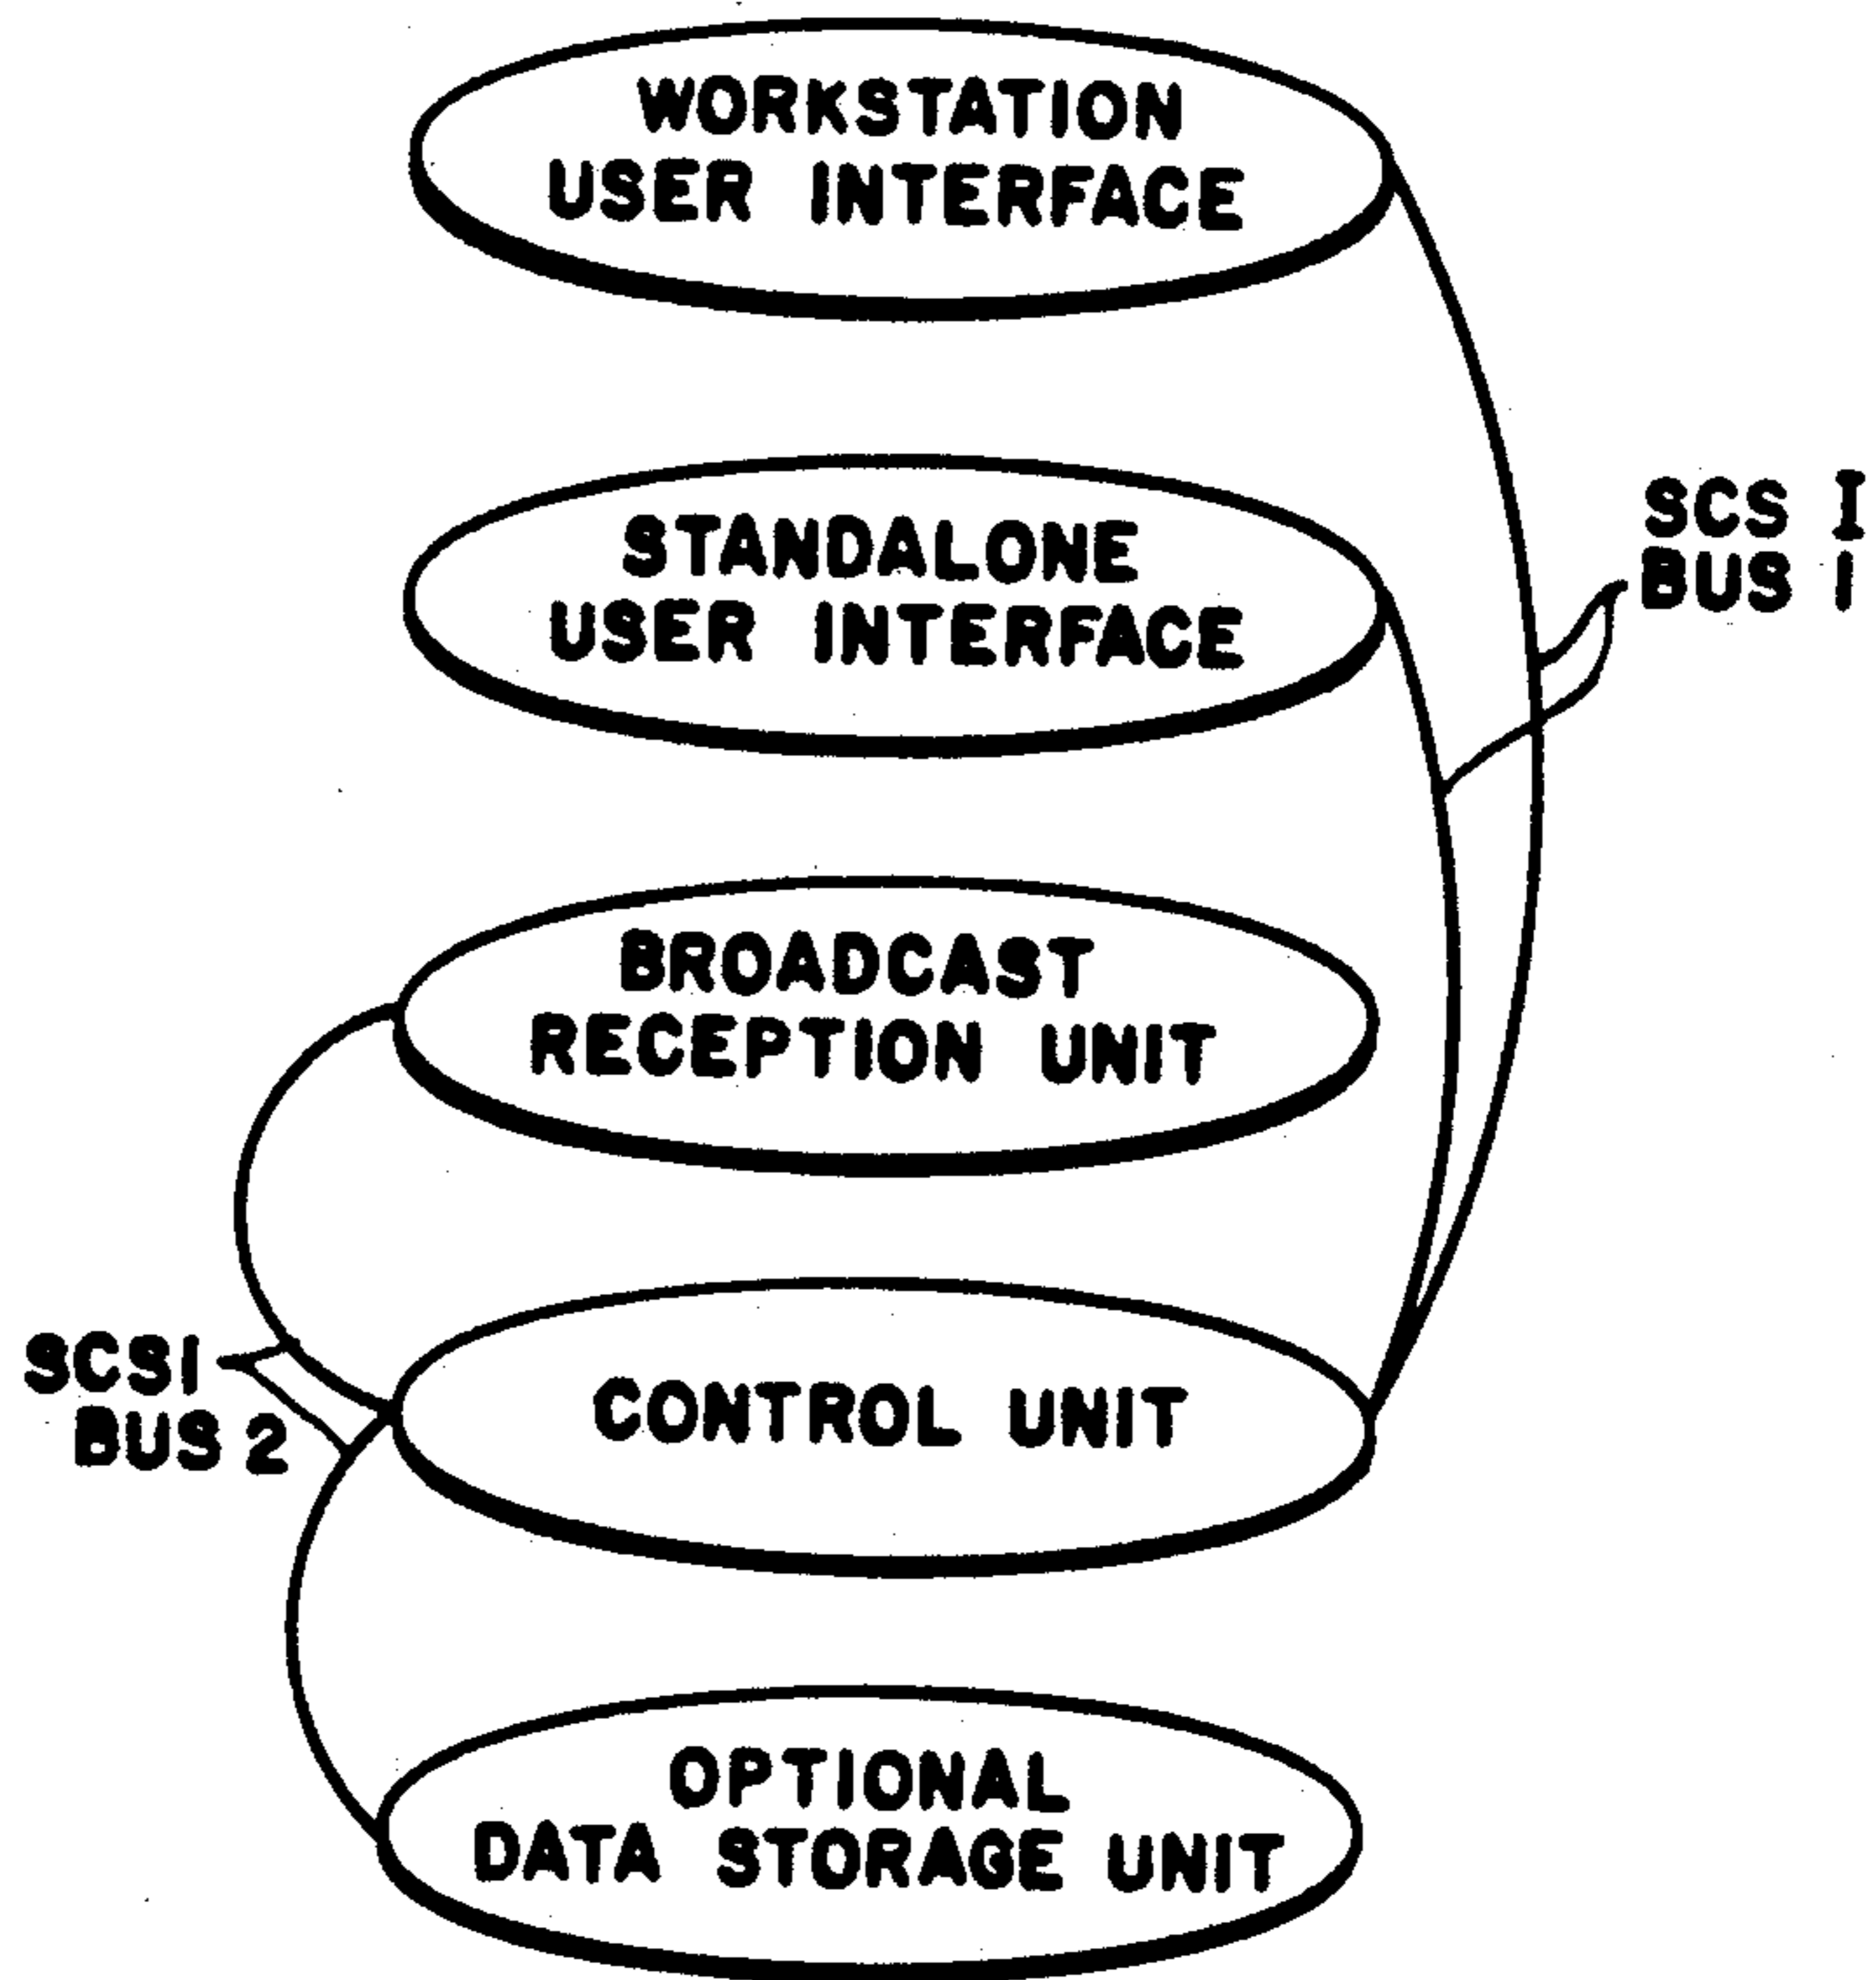 WORKSTATION
USER INTERFACE
STANDALONE
USER INTERFACE
SCS I
BUS 1
BROADCAST
RECEPTION UNIT
SCSI
BUS 2
CONTROL UNIT
OPTIONAL
DATA STORAGE UNIT